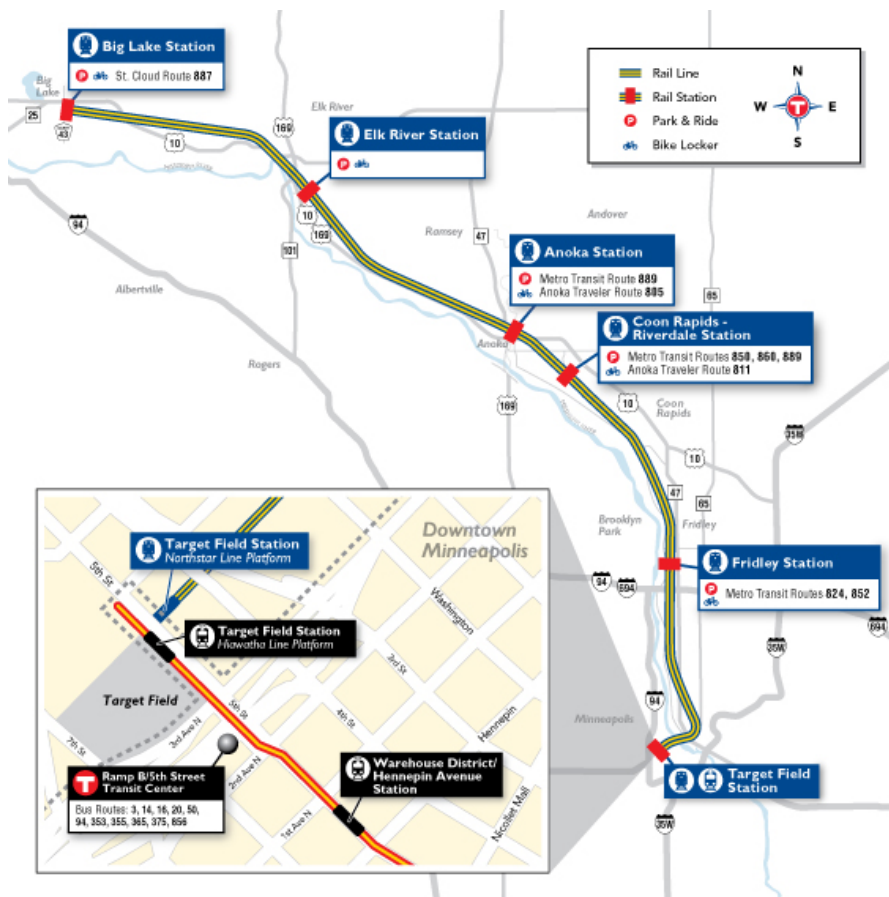 Big Lake Station
P St. Cloud Route 887
Big
Lake
25
43
10
169
Elk River
Elk River Station
P
10
169
101
94
Albertville
Rogers
Rail Line
Rail Station
P Park & Ride
Bike Locker
N
W T E
S
Andover
Ramsey
47
65
Anoka Station
P Metro Transit Route 889
Anoka Traveler Route 805
Anoka
Coon Rapids -
Riverdale Station
P Metro Transit Routes 850, 860, 889
Anoka Traveler Route 811
169
10
Coon
Rapids
35W
10
47
65
Brooklyn
Park
Fridley
94
694
Fridley Station
P Metro Transit Routes 824, 852
694
35W
94
Minneapolis
Target Field
Station
35W
Downtown
Minneapolis
Target Field Station
Northstar Line Platform
5th St
Target Field Station
Hiawatha Line Platform
Washington
3rd St
Target Field
5th St
4th St
Hennepin
7th St
3rd Ave N
2nd Ave N
1st Ave N
Nicollet Mall
Warehouse District/
Hennepin Avenue
Station
T Ramp B/5th Street
Transit Center
Bus Routes: 3, 14, 16, 20, 50,
94, 353, 355, 365, 375, 856